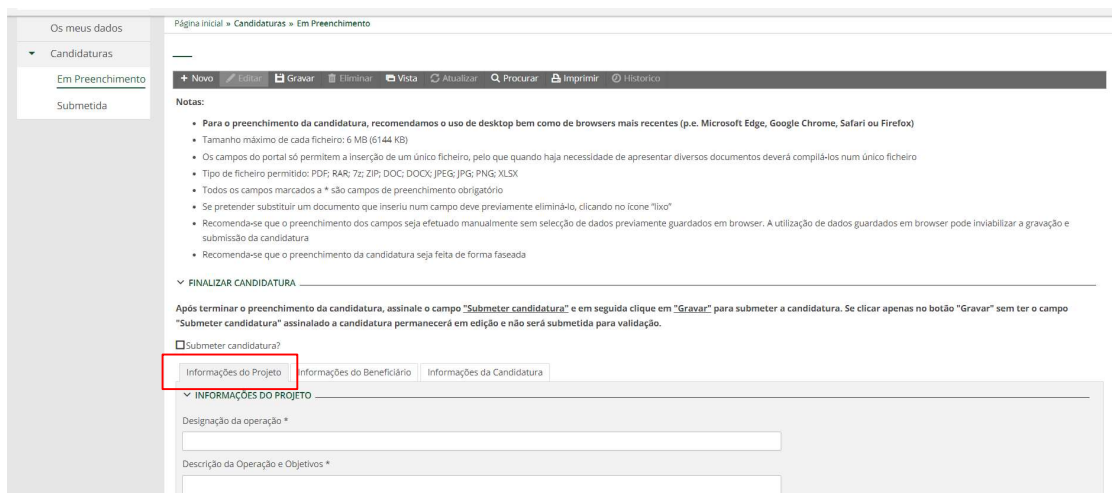 Os meus dados
Candidaturas
Em Preenchimento
Submetida
Página Inicial » Candidaturas » Em Preenchimento
+ Novo Editar Gravar Eliminar Vista Atualizar Procurar Imprimir Historico
Notas:
• Para o preenchimento da candidatura, recomendamos o uso de desktop bem como de browsers mais recentes (p.e. Microsoft Edge, Google Chrome, Safari ou Firefox)
• Tamanho máximo de cada ficheiro: 6 MB (6144 KB)
• Os campos do portal só permitem a inserção de um único ficheiro, pelo que quando haja necessidade de apresentar diversos documentos deverá compilá-los num único ficheiro
• Tipo de ficheiro permitido: PDF; RAR; 7z; ZIP; DOC; DOCX; JPEG; JPG; PNG; XLSX
• Todos os campos marcados a * são campos de preenchimento obrigatório
• Se pretender substituir um documento que inseriu num campo deve previamente eliminá-lo, clicando no ícone "lixo"
• Recomenda-se que o preenchimento dos campos seja efetuado manualmente sem selecção de dados previamente guardados em browser. A utilização de dados guardados em browser pode inviabilizar a gravação e
submissão da candidatura
• Recomenda-se que o preenchimento da candidatura seja feita de forma faseada
FINALIZAR CANDIDATURA
Após terminar o preenchimento da candidatura, assinale o campo "Submeter candidatura" e em seguida clique em "Gravar" para submeter a candidatura. Se clicar apenas no botão "Gravar" sem ter o campo
"Submeter candidatura" assinalado a candidatura permanecerá em edição e não será submetida para validação.
Submeter candidatura?
Informações do Projeto Informações do Beneficiário Informações da Candidatura
INFORMAÇÕES DO PROJETO
Designação da operação *
Descrição da Operação e Objetivos *